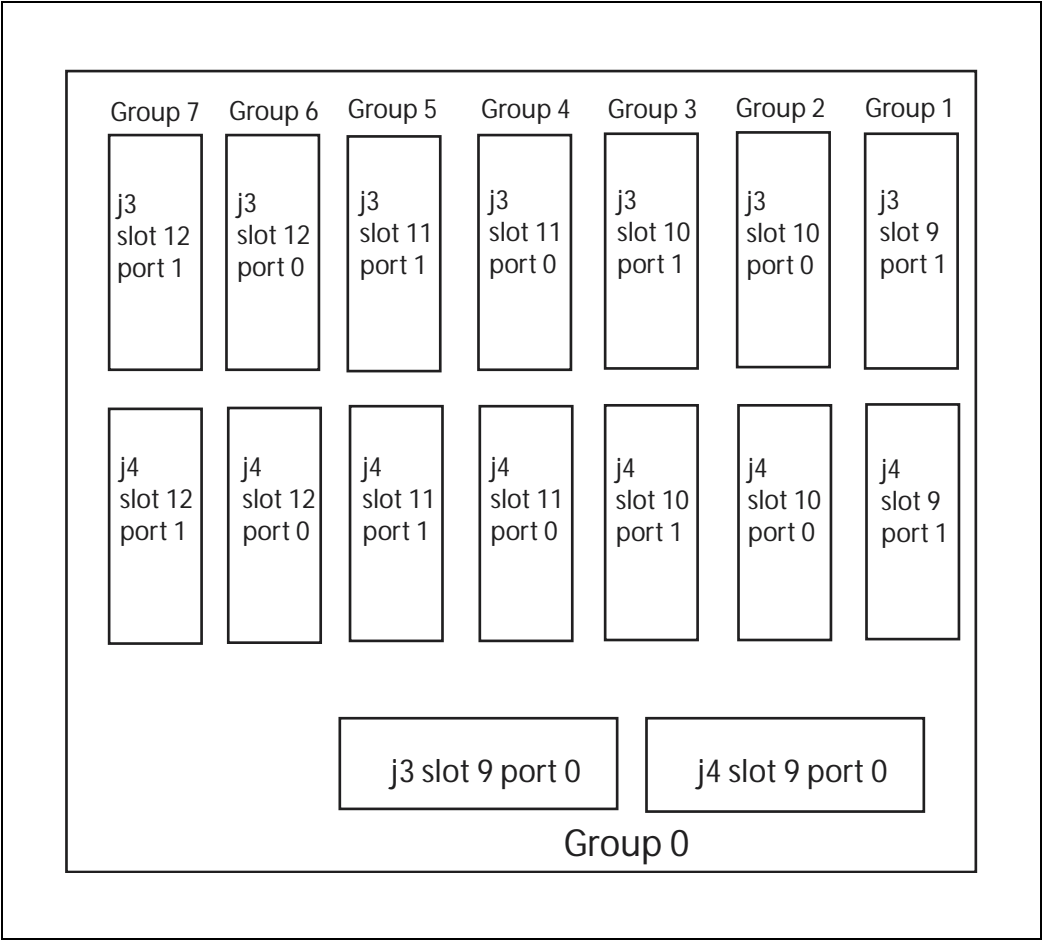 Group 7
Group 6
Group 5
Group 4
Group 3
Group 2
Group 1
j3
slot 12
port 1
j3
slot 12
port 0
j3
slot 11
port 1
j3
slot 11
port 0
j3
slot 10
port 1
j3
slot 10
port 0
j3
slot 9
port 1
j4
slot 12
port 1
j4
slot 12
port 0
j4
slot 11
port 1
j4
slot 11
port 0
j4
slot 10
port 1
j4
slot 10
port 0
j4
slot 9
port 1
j3 slot 9 port 0
j4 slot 9 port 0
Group 0